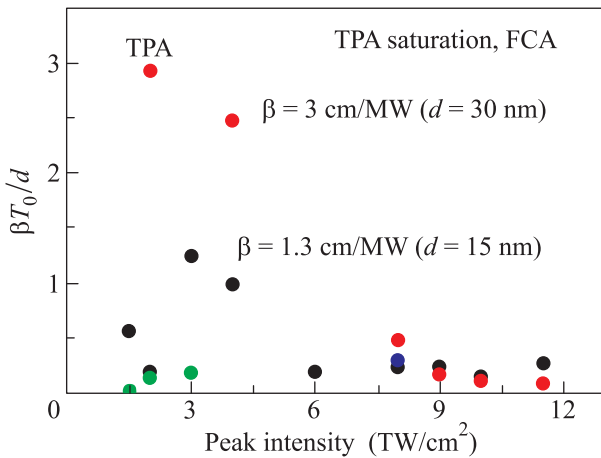 TPA
TPA saturation, FCA
3
β = 3 cm/MW (d = 30 nm)
2
βT₀/d
β = 1.3 cm/MW (d = 15 nm)
1
0
3
6
9
12
Peak intensity (TW/cm²)